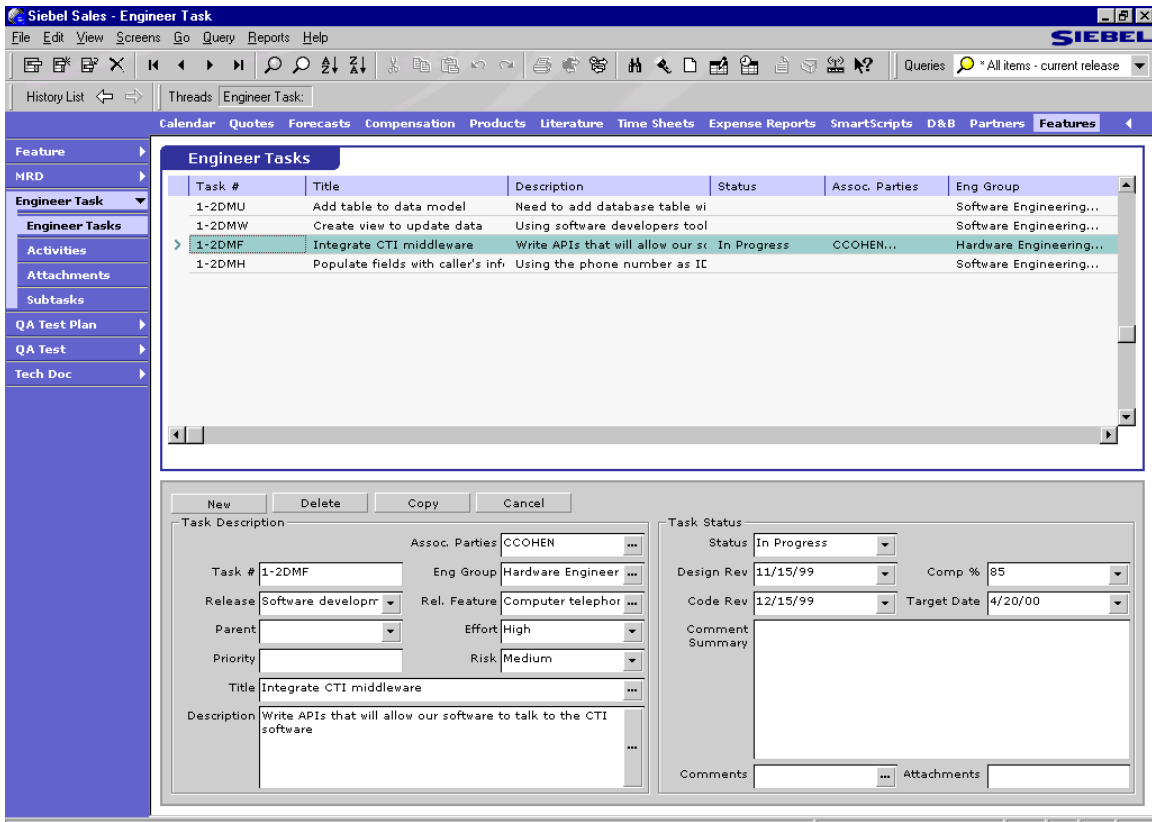 Siebel Sales - Engineer Task
File Edit View Screens Go Query Reports Help
SIEBEL
Queries * All items - current release
History List Threads Engineer Task:
Calendar Quotes Forecasts Compensation Products Literature Time Sheets Expense Reports SmartScripts D&B Partners Features
Feature
MRD
Engineer Task
Engineer Tasks
Activities
Attachments
Subtasks
QA Test Plan
QA Test
Tech Doc
Engineer Tasks
Task # Title Description Status Assoc. Parties Eng Group
1-2DMU Add table to data model Need to add database table wi Software Engineering...
1-2DMW Create view to update data Using software developers tool Software Engineering...
1-2DMF Integrate CTI middleware Write APIs that will allow our so In Progress CCOHEN... Hardware Engineering...
1-2DMH Populate fields with caller's info Using the phone number as ID Software Engineering...
New Delete Copy Cancel
Task Description
Assoc. Parties CCOHEN ...
Task # 1-2DMF Eng Group Hardware Engineer ...
Release Software developm Rel. Feature Computer telephor ...
Parent Effort High
Priority Risk Medium
Title Integrate CTI middleware ...
Description Write APIs that will allow our software to talk to the CTI
software
...
Task Status
Status In Progress
Design Rev 11/15/99 Comp % 85
Code Rev 12/15/99 Target Date 4/20/00
Comment
Summary
Comments ... Attachments